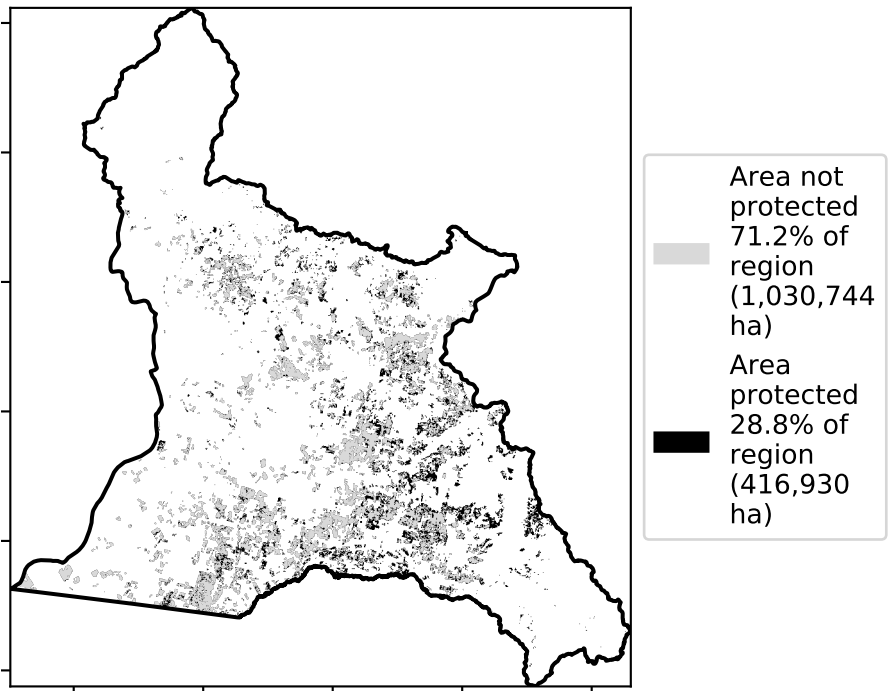 Area not
protected
71.2% of
region
(1,030,744
ha)
Area
protected
28.8% of
region
(416,930
ha)